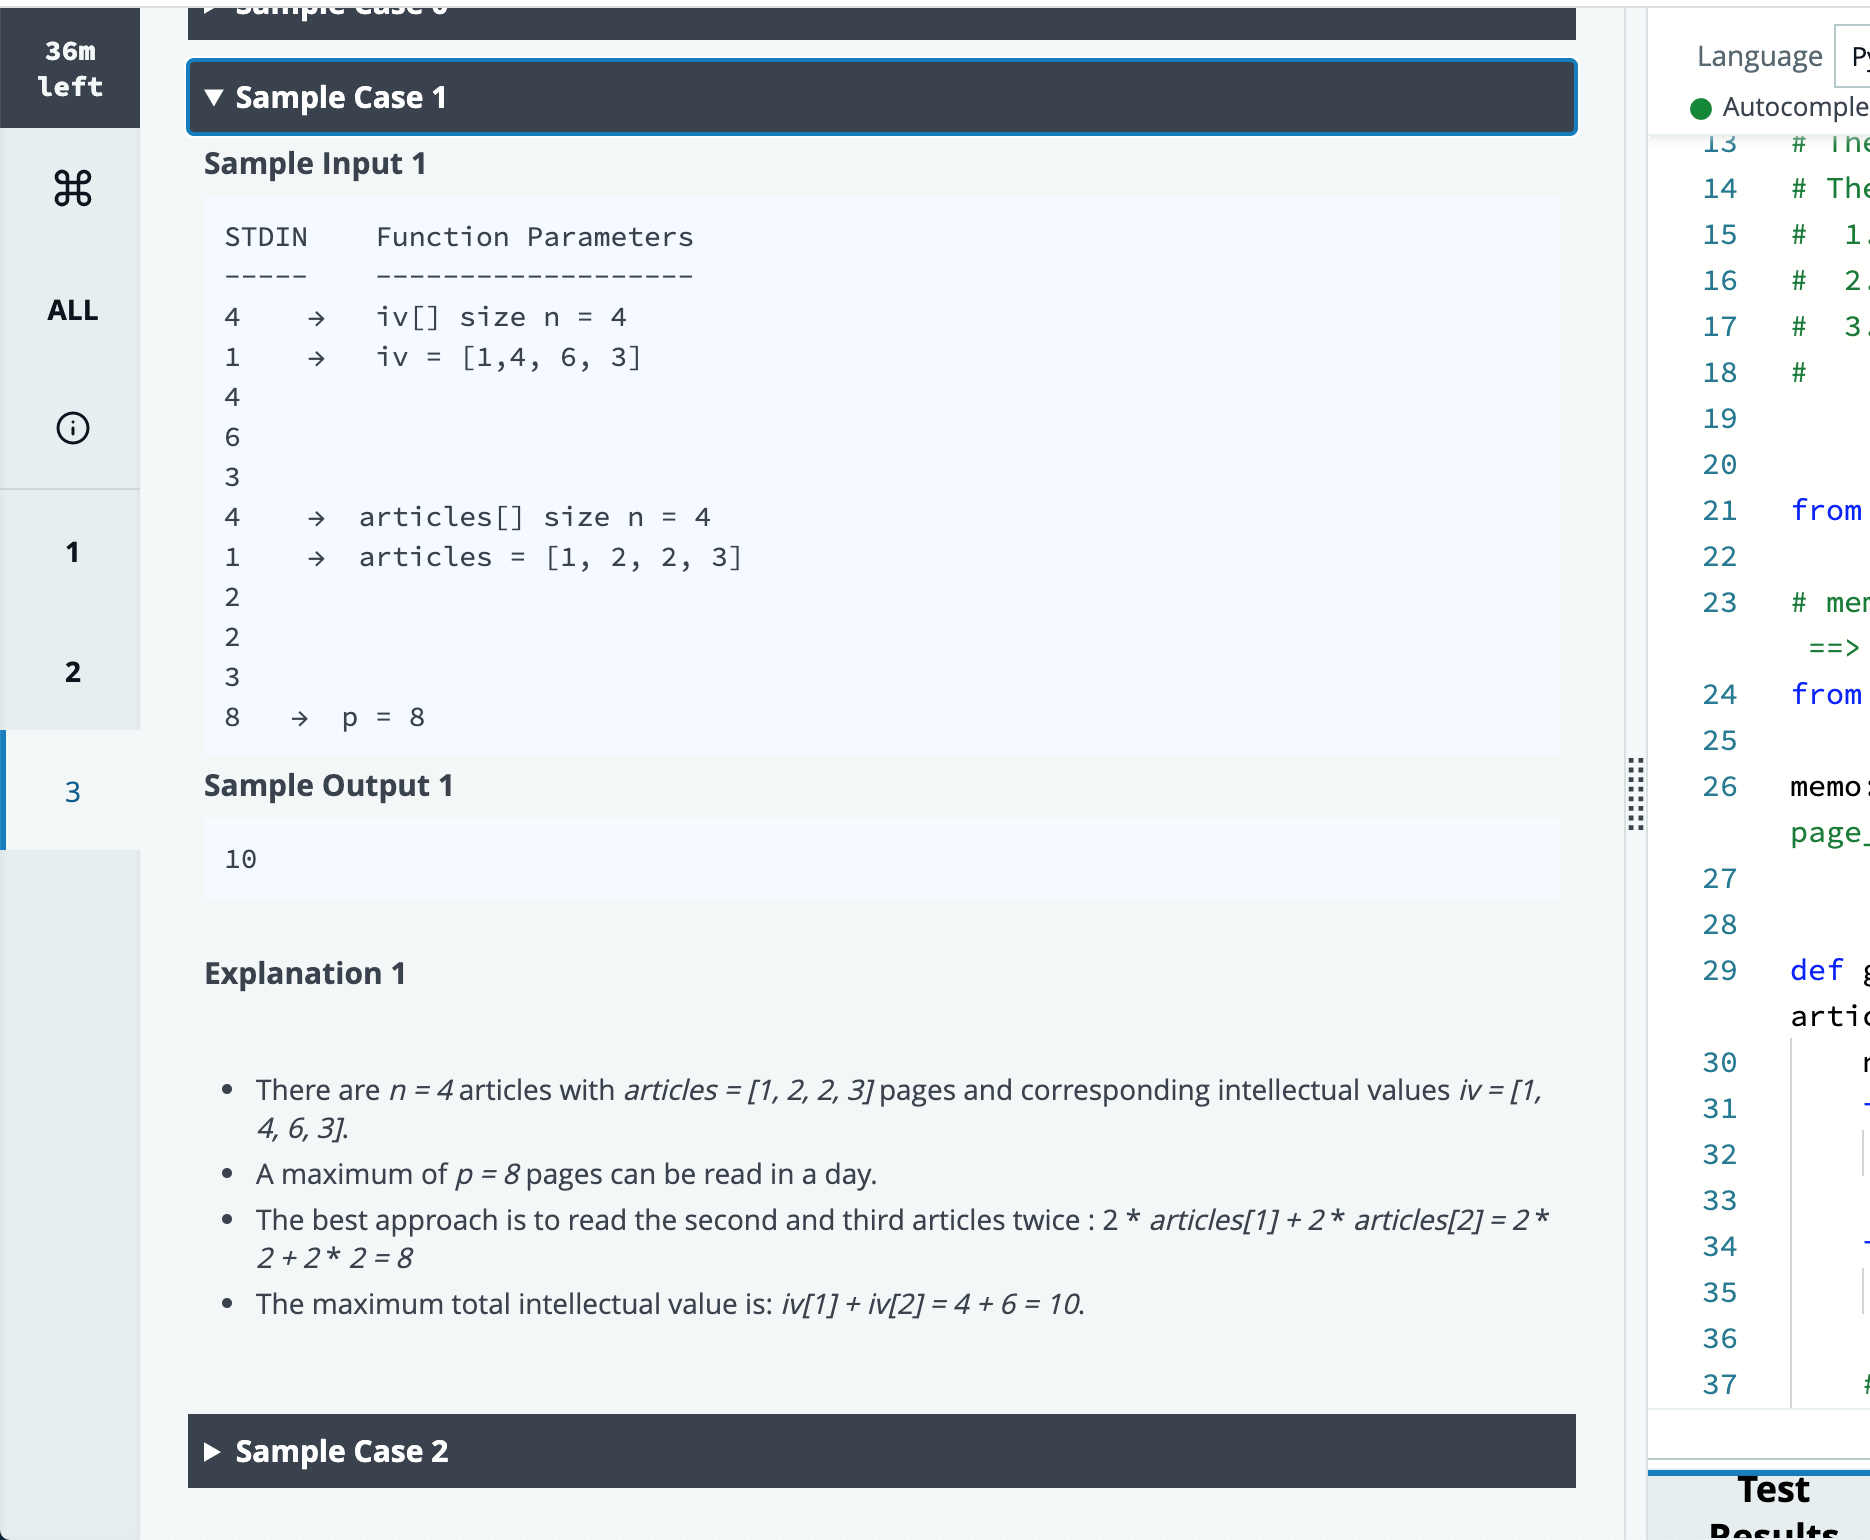 36m
left
ALL
1
2
3
Sample Case 0
▼ Sample Case 1
Sample Input 1
STDIN    Function Parameters
-----    -------------------
4    →   iv[] size n = 4
1    →   iv = [1,4, 6, 3]
4
6
3
4    →  articles[] size n = 4
1    →  articles = [1, 2, 2, 3]
2
2
3
8   →  p = 8
Sample Output 1
10
Explanation 1
• There are n = 4 articles with articles = [1, 2, 2, 3] pages and corresponding intellectual values iv = [1,
4, 6, 3].
• A maximum of p = 8 pages can be read in a day.
• The best approach is to read the second and third articles twice : 2 * articles[1] + 2 * articles[2] = 2 *
2 + 2 * 2 = 8
• The maximum total intellectual value is: iv[1] + iv[2] = 4 + 6 = 10.
▶ Sample Case 2
Language
Autocomple
13 # The
14 # The
15 # 1.
16 # 2.
17 # 3.
18 #
19
20
21 from
22
23 # mem
==>
24 from
25
26 memo:
page_
27
28
29 def g
artic
30
31
32
33
34
35
36
37 #
Test
Results